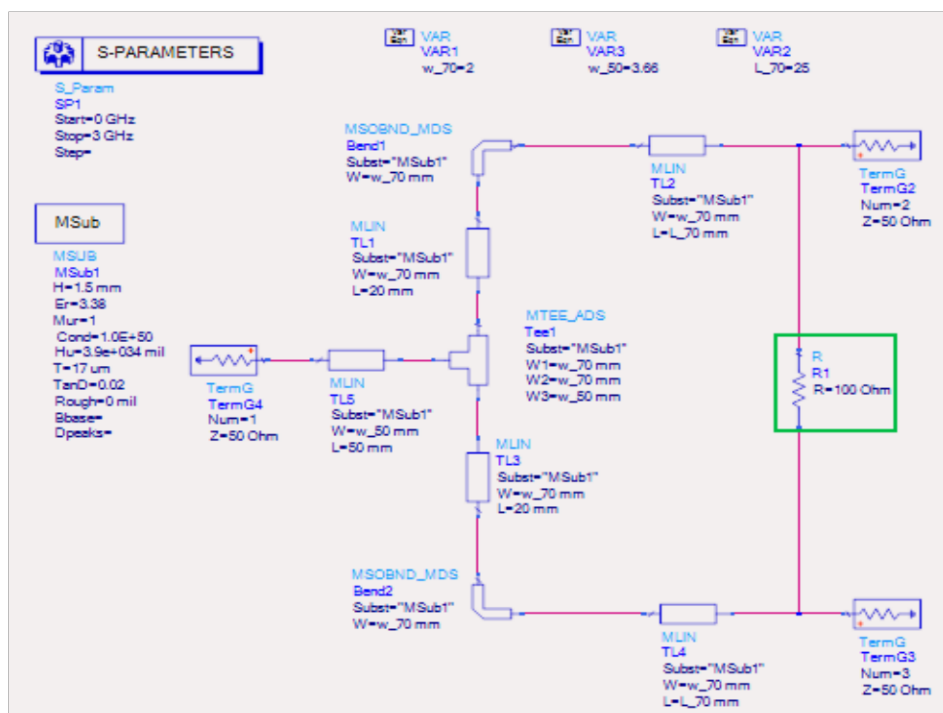 S-PARAMETERS
S_Param
SP1
Start=0 GHz
Stop=3 GHz
Step=
Var
Eqn
VAR
VAR1
w_70=2
Var
Eqn
VAR
VAR3
w_50=3.66
Var
Eqn
VAR
VAR2
L_70=25
MSub
MSUB
MSub1
H=1.5 mm
Er=3.38
Mur=1
Cond=1.0E+50
Hu=3.9e+034 mil
T=17 um
TanD=0.02
Rough=0 mil
Bbase=
Dpeaks=
MSOBND_MDS
Bend1
Subst="MSub1"
W=w_70 mm
MLIN
TL2
Subst="MSub1"
W=w_70 mm
L=L_70 mm
TermG
TermG2
Num=2
Z=50 Ohm
MLIN
TL1
Subst="MSub1"
W=w_70 mm
L=20 mm
MTEE_ADS
Tee1
Subst="MSub1"
W1=w_70 mm
W2=w_70 mm
W3=w_50 mm
R
R1
R=100 Ohm
TermG
TermG4
Num=1
Z=50 Ohm
MLIN
TL5
Subst="MSub1"
W=w_50 mm
L=50 mm
MLIN
TL3
Subst="MSub1"
W=w_70 mm
L=20 mm
MSOBND_MDS
Bend2
Subst="MSub1"
W=w_70 mm
MLIN
TL4
Subst="MSub1"
W=w_70 mm
L=L_70 mm
TermG
TermG3
Num=3
Z=50 Ohm